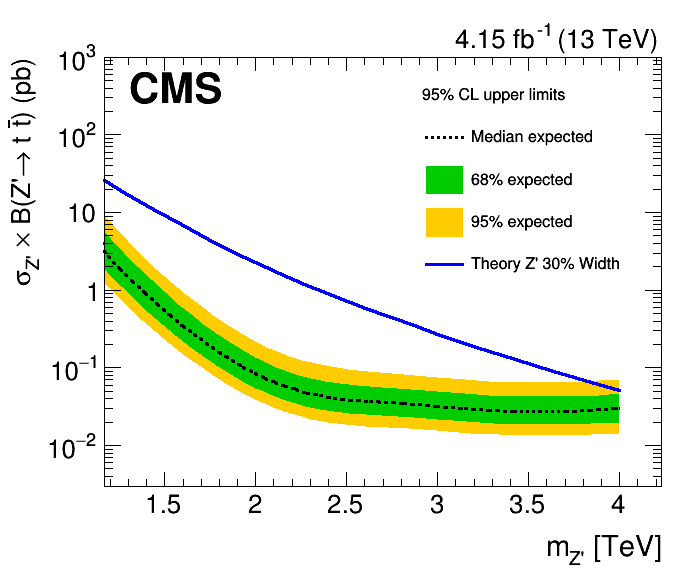 4.15 fb⁻¹ (13 TeV)
CMS
95% CL upper limits
Median expected
68% expected
95% expected
Theory Z' 30% Width
σ_Z' × B(Z'→ t t̄) (pb)
10³
10²
10
1
10⁻¹
10⁻²
1.5 2 2.5 3 3.5 4
m_Z' [TeV]